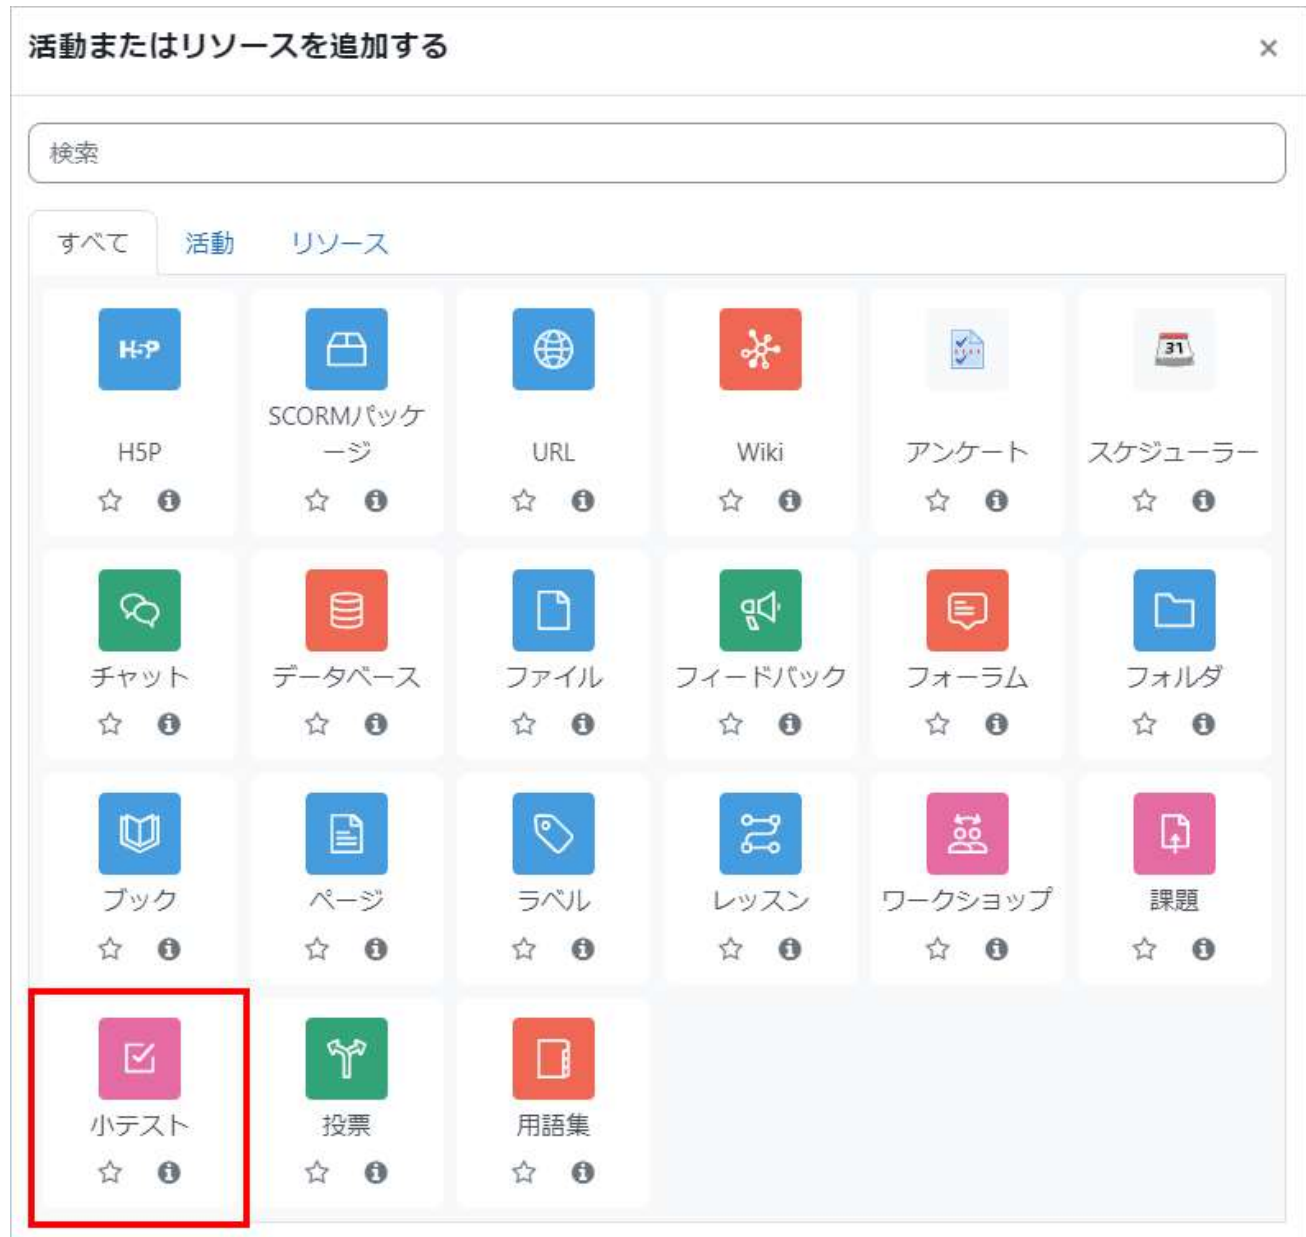 活動またはリソースを追加する
×
検索
すべて 活動 リソース
H5P
31
SCORMパッケ
ージ
H5P
URL
Wiki
アンケート
スケジューラー
チャット
データベース
ファイル
フィードバック
フォーラム
フォルダ
ブック
ページ
ラベル
レッスン
ワークショップ
課題
小テスト
投票
用語集